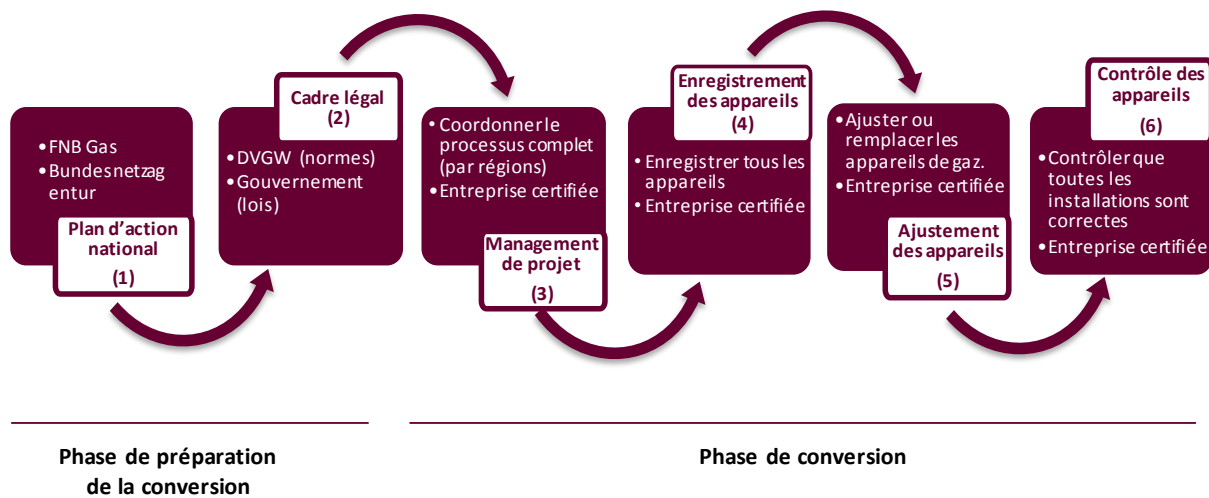 • FNB Gas
• Bundesnetzag
entur
Plan d’action
national
(1)
Cadre légal
(2)
• DVGW (normes)
• Gouvernement
(lois)
• Coordonner le
processus complet
(par régions)
• Entreprise certifiée
Management
de projet
(3)
Enregistrement
des appareils
(4)
• Enregistrer tous les
appareils
• Entreprise certifiée
• Ajuster ou
remplacer les
appareils de gaz.
• Entreprise certifiée
Ajustement
des appareils
(5)
Contrôle des
appareils
(6)
• Contrôler que
toutes les
installations sont
correctes
• Entreprise certifiée
Phase de préparation
de la conversion
Phase de conversion